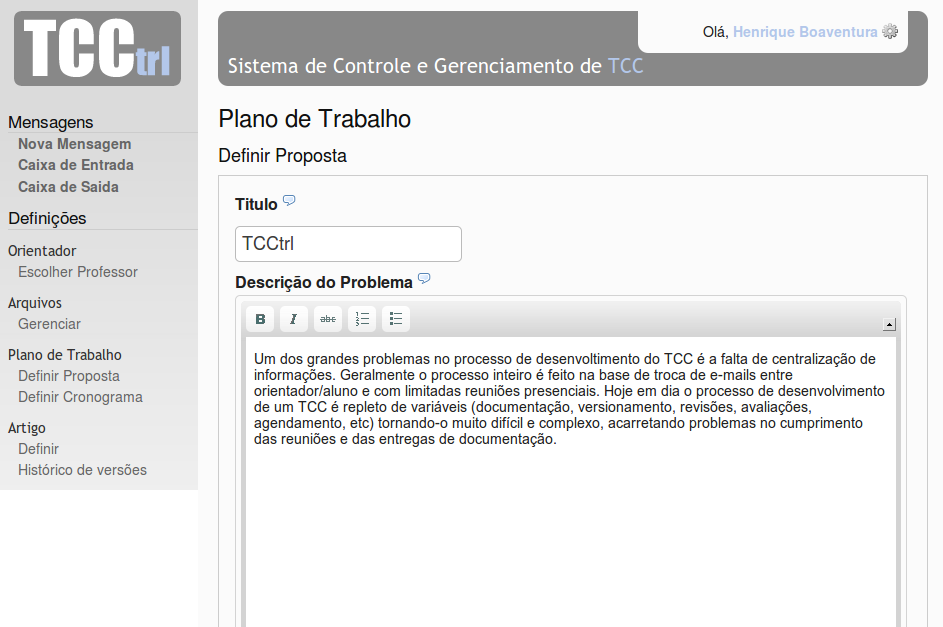 TCCtrl
Olá, Henrique Boaventura
Sistema de Controle e Gerenciamento de TCC
Mensagens
Nova Mensagem
Caixa de Entrada
Caixa de Saida
Definições
Orientador
Escolher Professor
Arquivos
Gerenciar
Plano de Trabalho
Definir Proposta
Definir Cronograma
Artigo
Definir
Histórico de versões
Plano de Trabalho
Definir Proposta
Titulo
TCCtrl
Descrição do Problema
B I abc 1 2 3
Um dos grandes problemas no processo de desenvoltimento do TCC é a falta de centralização de
informações. Geralmente o processo inteiro é feito na base de troca de e-mails entre
orientador/aluno e com limitadas reuniões presenciais. Hoje em dia o processo de desenvolvimento
de um TCC é repleto de variáveis (documentação, versionamento, revisões, avaliações,
agendamento, etc) tornando-o muito difícil e complexo, acarretando problemas no cumprimento
das reuniões e das entregas de documentação.